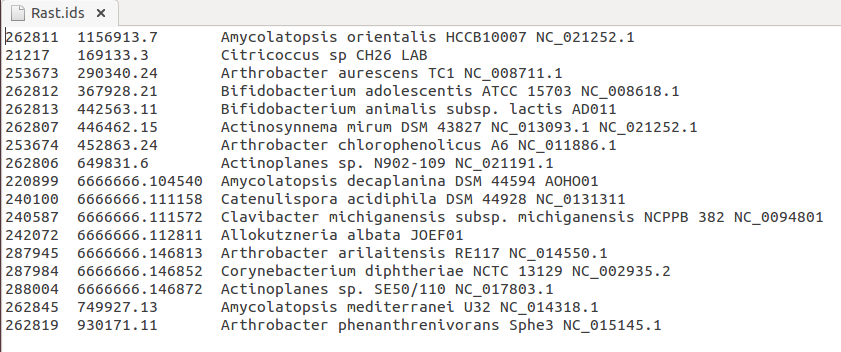 Rast.ids ×
262811 1156913.7 Amycolatopsis orientalis HCCB10007 NC_021252.1
21217 169133.3 Citricoccus sp CH26 LAB
253673 290340.24 Arthrobacter aurescens TC1 NC_008711.1
262812 367928.21 Bifidobacterium adolescentis ATCC 15703 NC_008618.1
262813 442563.11 Bifidobacterium animalis subsp. lactis AD011
262807 446462.15 Actinosynnema mirum DSM 43827 NC_013093.1 NC_021252.1
253674 452863.24 Arthrobacter chlorophenolicus A6 NC_011886.1
262806 649831.6 Actinoplanes sp. N902-109 NC_021191.1
220899 6666666.104540 Amycolatopsis decaplanina DSM 44594 AOHO01
240100 6666666.111158 Catenulispora acidiphila DSM 44928 NC_0131311
240587 6666666.111572 Clavibacter michiganensis subsp. michiganensis NCPPB 382 NC_0094801
242072 6666666.112811 Allokutzneria albata JOEF01
287945 6666666.146813 Arthrobacter arilaitensis RE117 NC_014550.1
287984 6666666.146852 Corynebacterium diphtheriae NCTC 13129 NC_002935.2
288004 6666666.146872 Actinoplanes sp. SE50/110 NC_017803.1
262845 749927.13 Amycolatopsis mediterranei U32 NC_014318.1
262819 930171.11 Arthrobacter phenanthrenivorans Sphe3 NC_015145.1